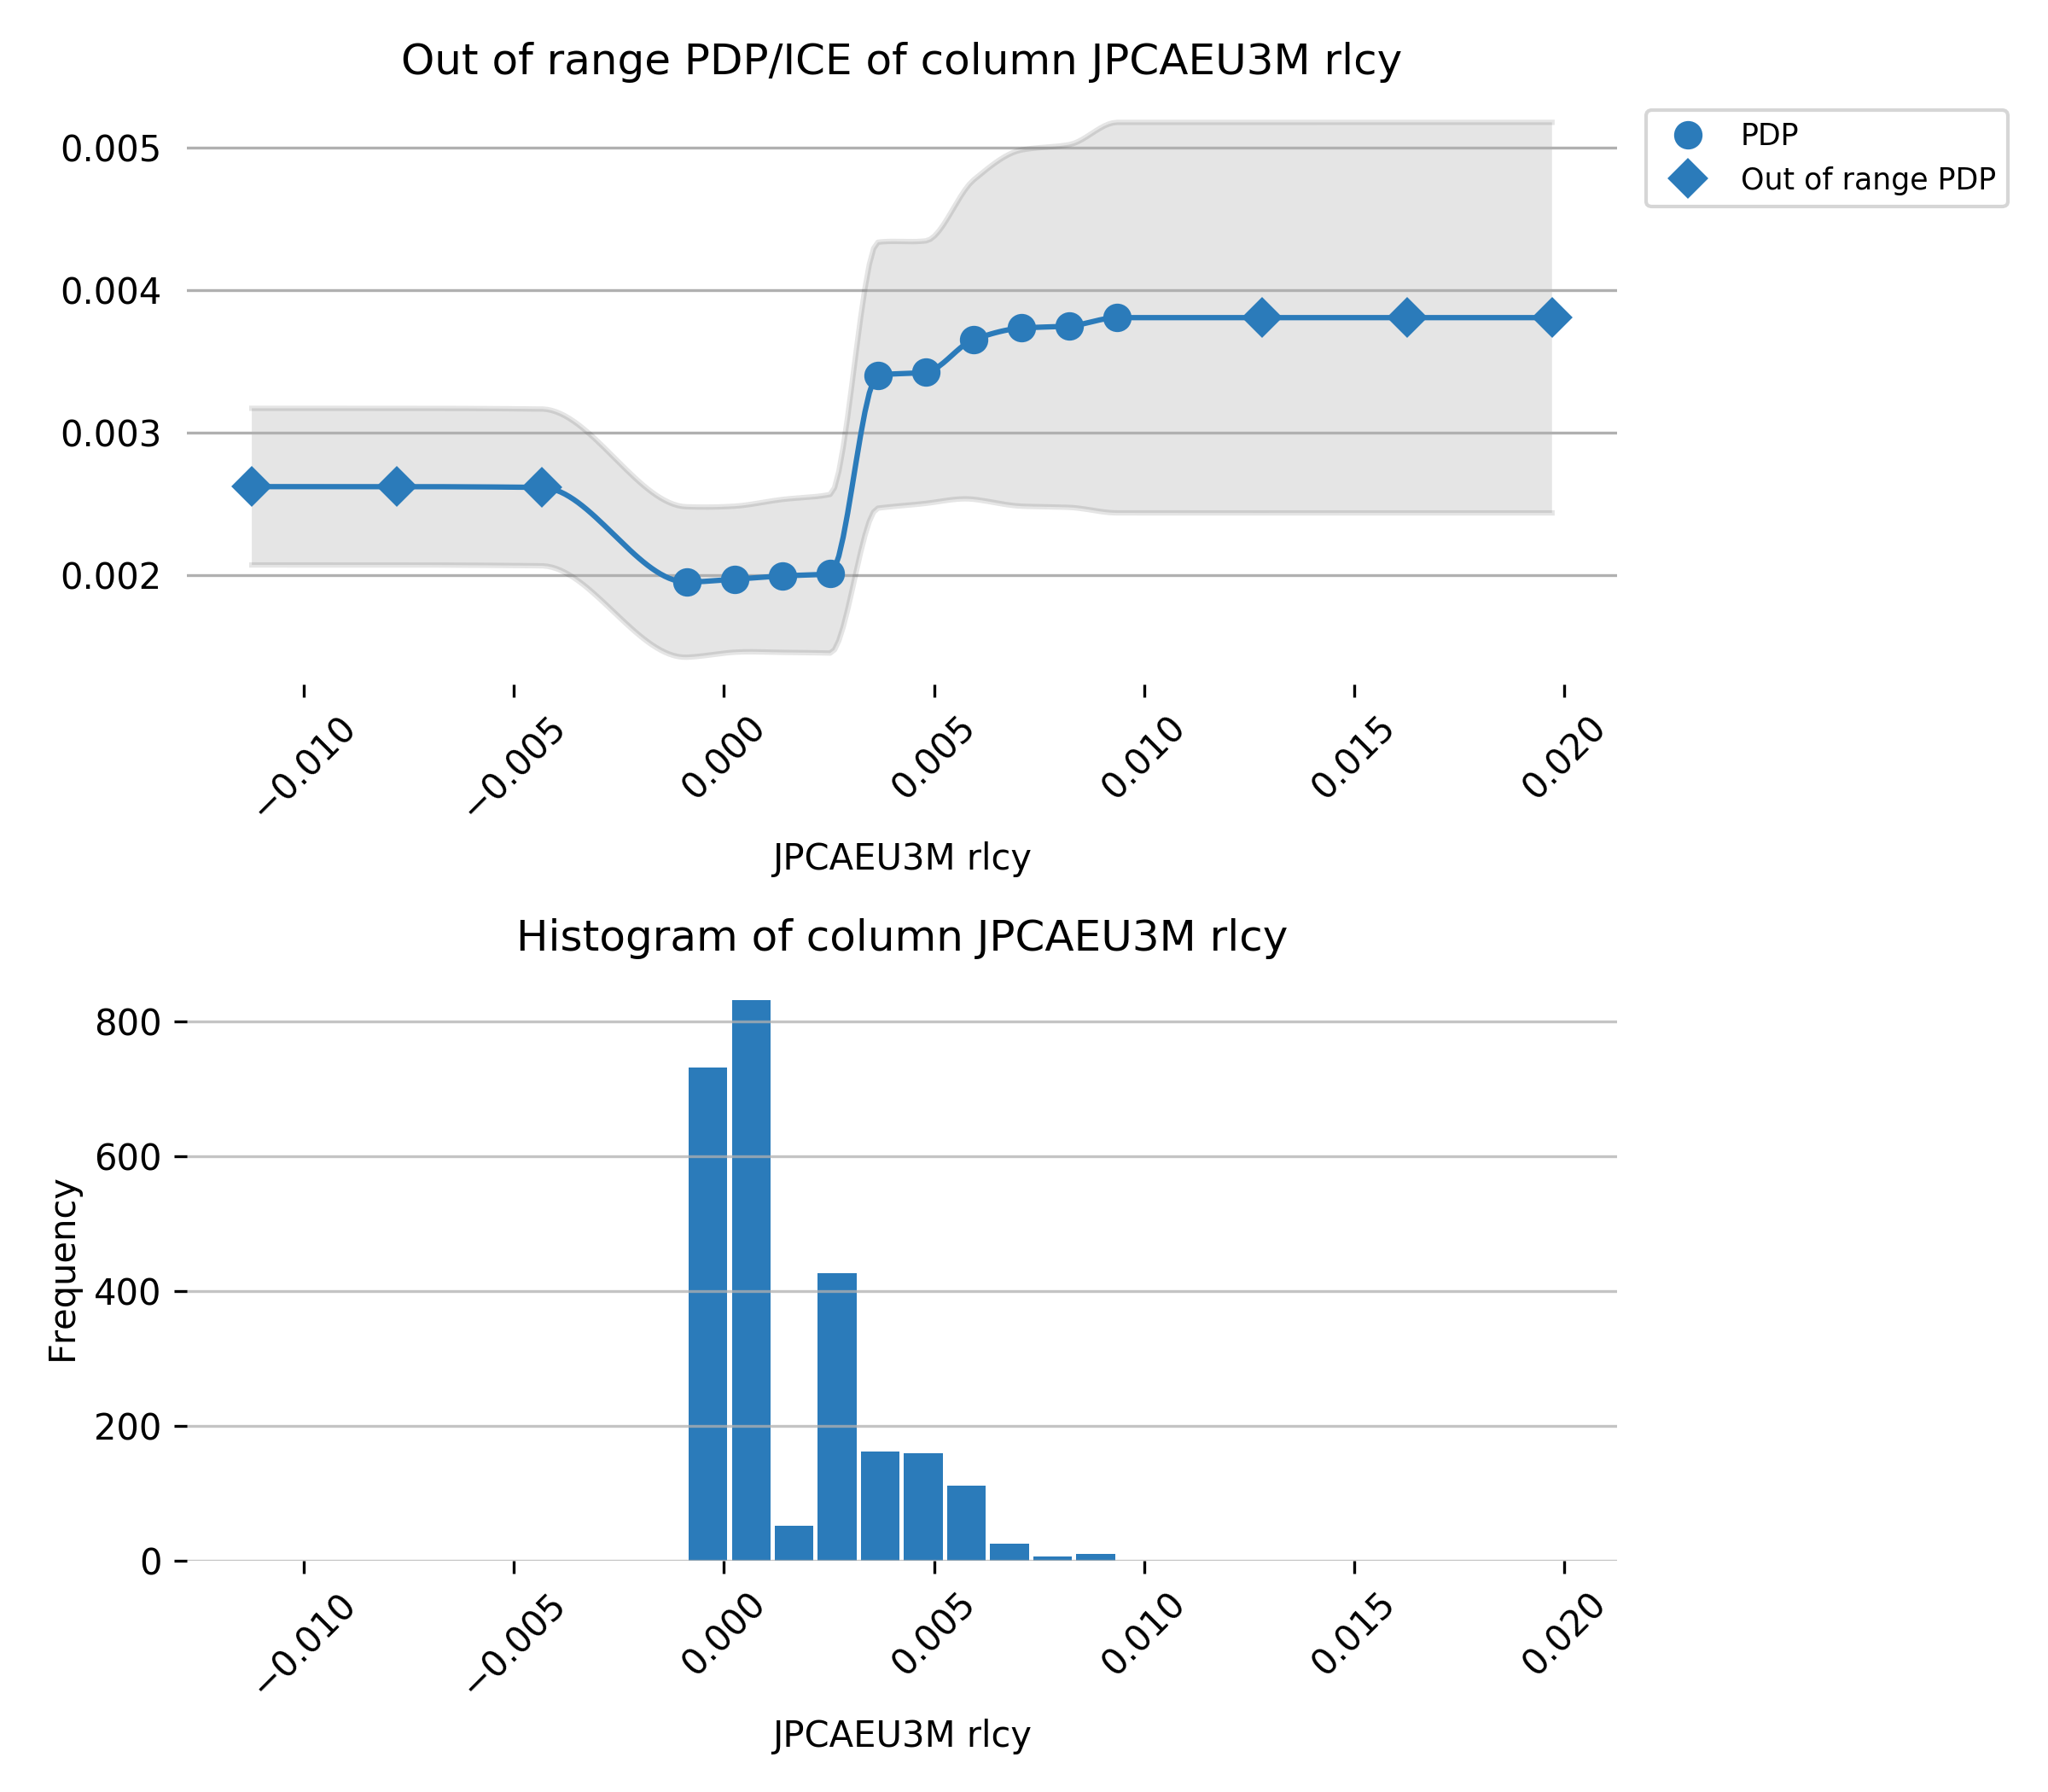 Out of range PDP/ICE of column JPCAEU3M rlcy
PDP
Out of range PDP
0.005
0.004
0.003
0.002
−0.010 −0.005 0.000 0.005 0.010 0.015 0.020
JPCAEU3M rlcy
Histogram of column JPCAEU3M rlcy
Frequency
800
600
400
200
0
−0.010 −0.005 0.000 0.005 0.010 0.015 0.020
JPCAEU3M rlcy